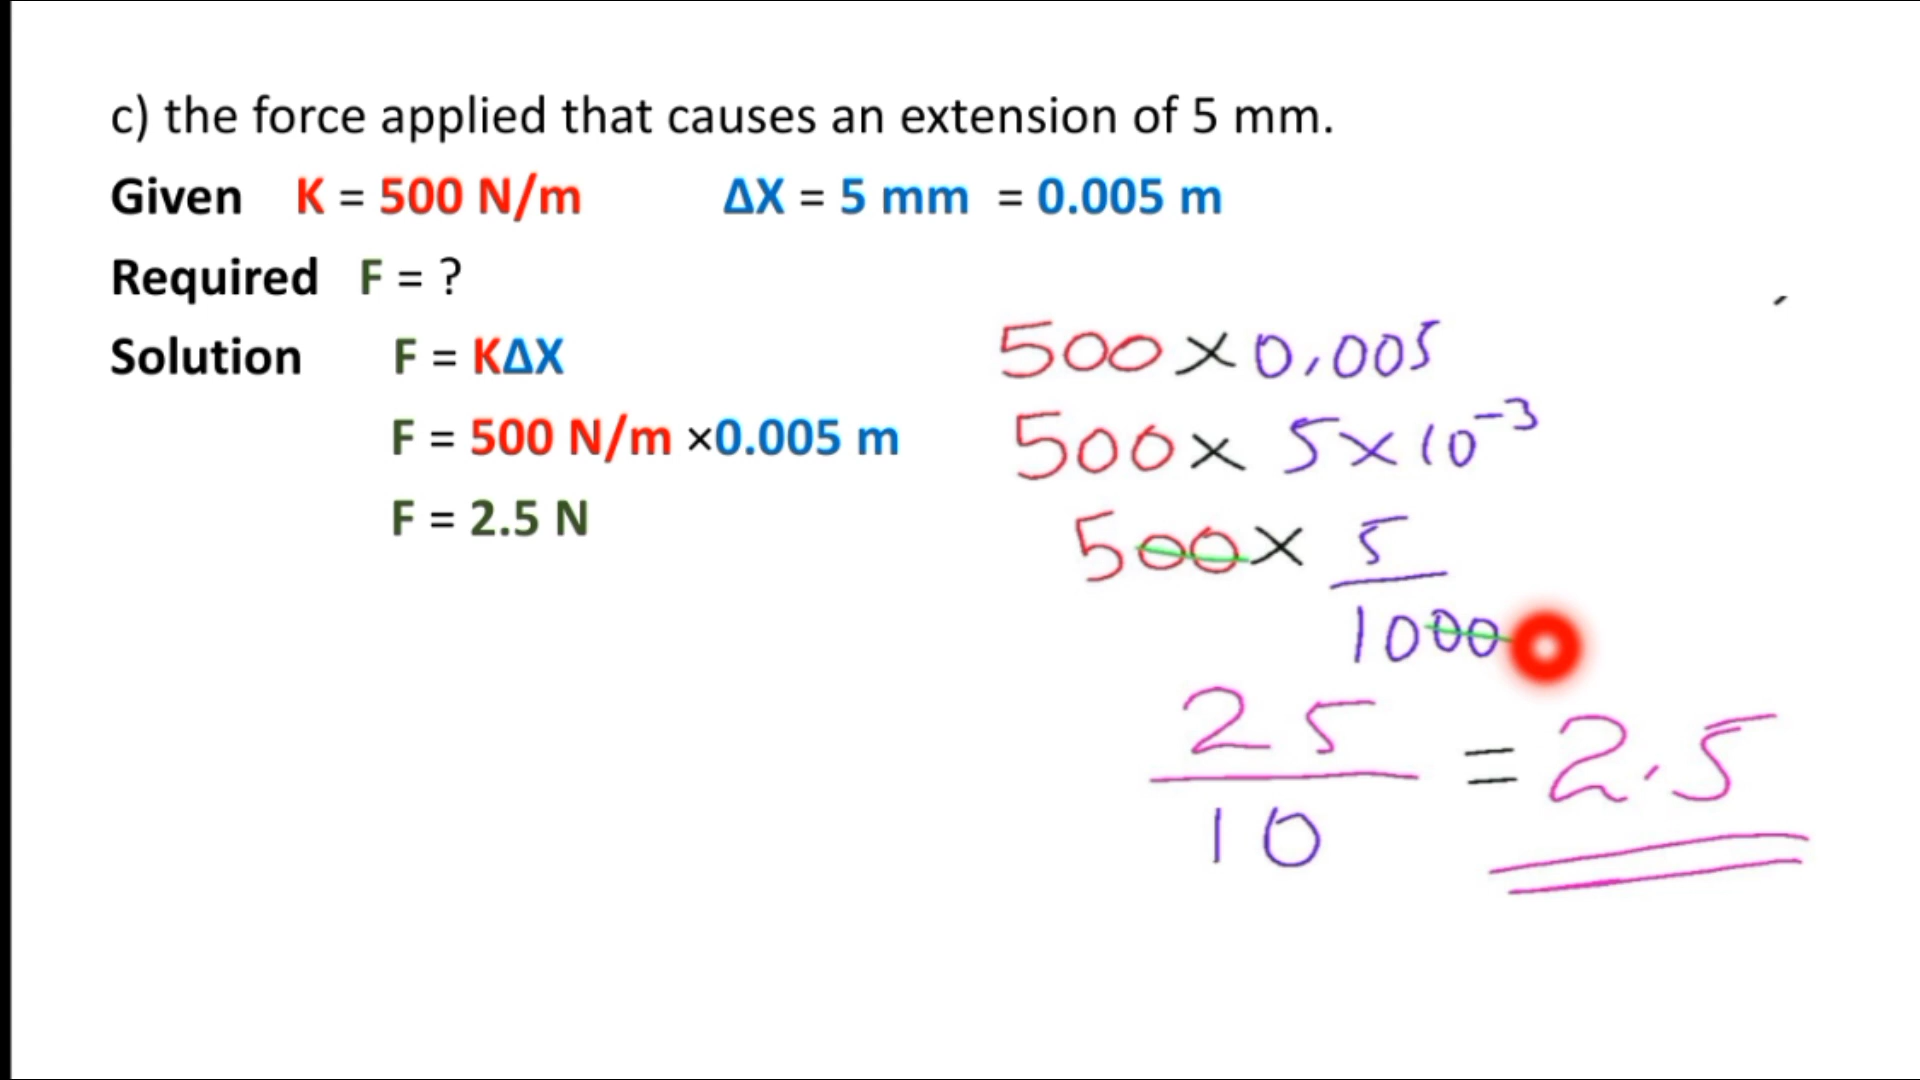 c) the force applied that causes an extension of 5 mm.
Given K = 500 N/m ΔX = 5 mm = 0.005 m
Required F = ?
Solution F = KΔX
F = 500 N/m ×0.005 m
F = 2.5 N
500 × 0.005
500 × 5×10⁻³
500 × 5
1000
25
10
= 2.5